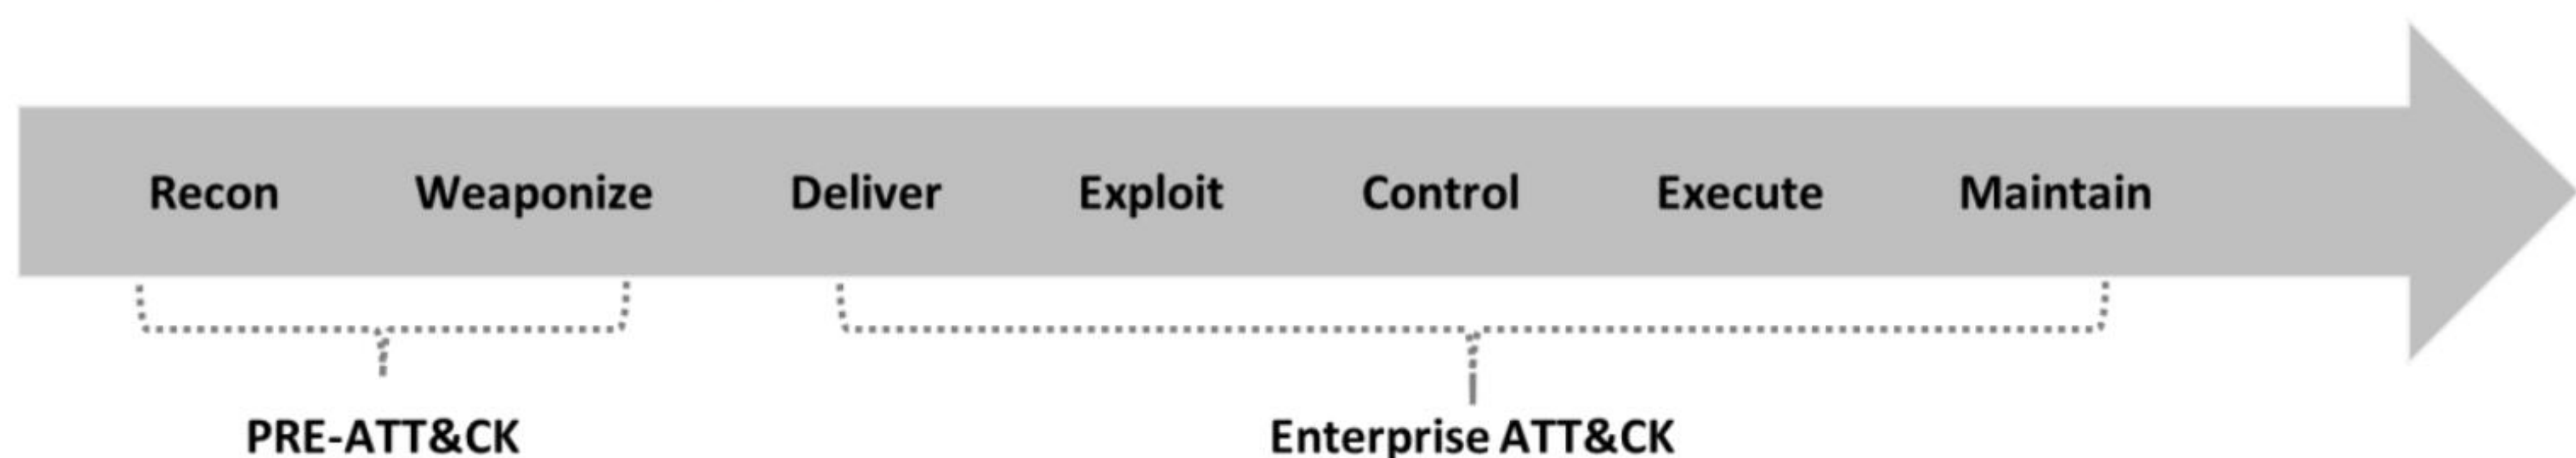 Recon Weaponize Deliver Exploit Control Execute Maintain
PRE-ATT&CK Enterprise ATT&CK